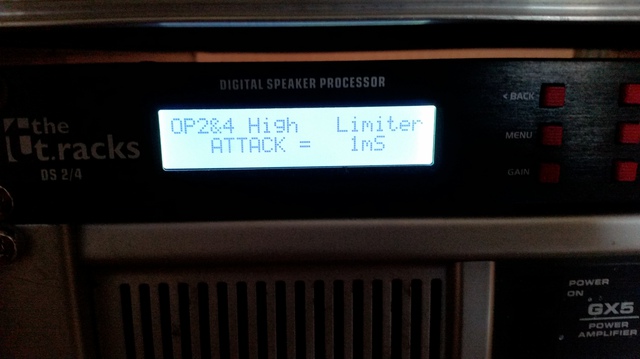 DIGITAL SPEAKER PROCESSOR
the
t.racks
DS 2/4
OP2&4 High Limiter
ATTACK = 1mS
< BACK
MENU
GAIN
POWER
ON
GX5
POWER
AMPLIFIER